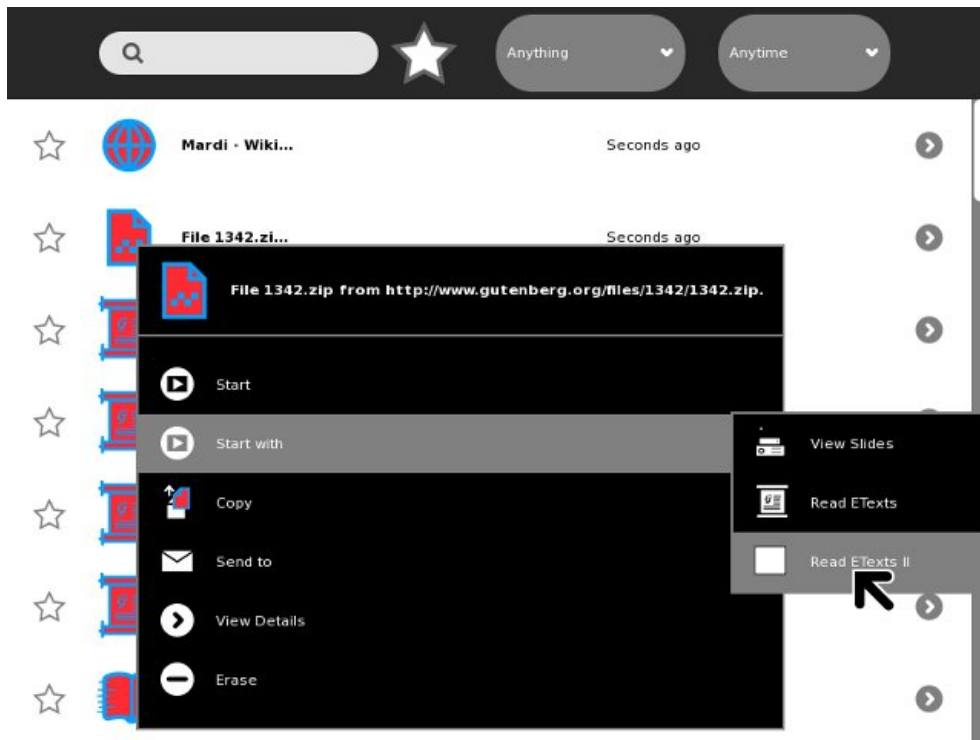 Anything
Anytime
Mardi - Wiki...
Seconds ago
File 1342.zi...
Seconds ago
File 1342.zip from http://www.gutenberg.org/files/1342/1342.zip.
Start
Start with
Copy
Send to
View Details
Erase
View Slides
Read ETexts
Read ETexts II